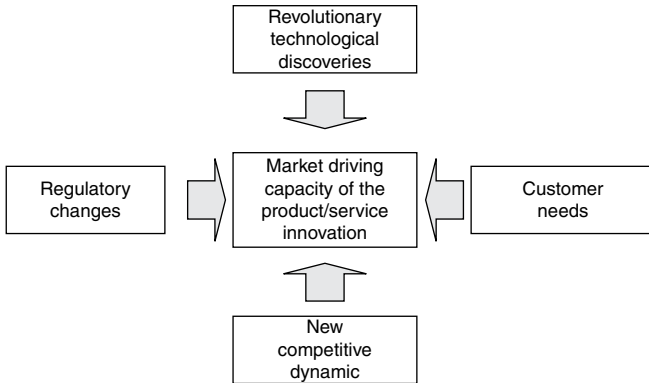 Revolutionary
technological
discoveries
Regulatory
changes
Market driving
capacity of the
product/service
innovation
Customer
needs
New
competitive
dynamic